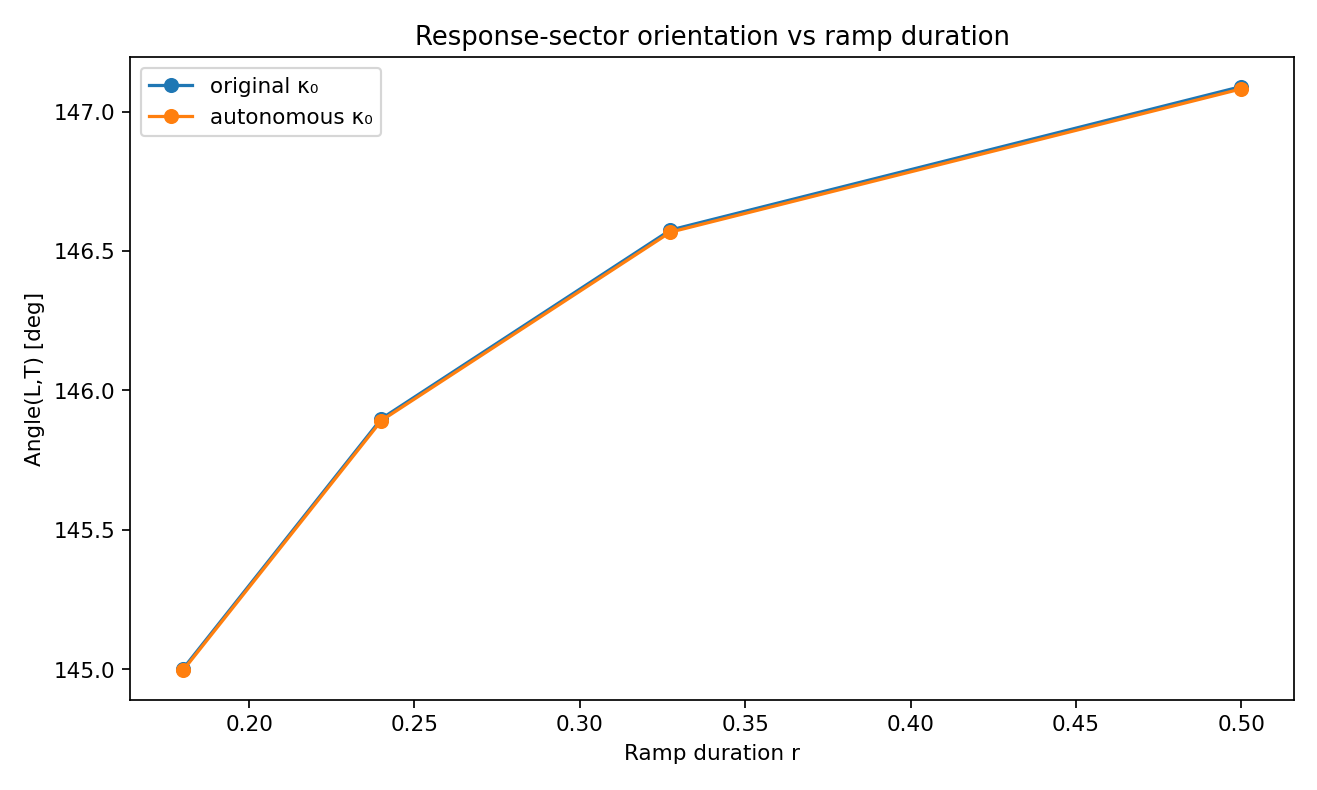 Response-sector orientation vs ramp duration
original κ₀
autonomous κ₀
Angle(L,T) [deg]
147.0
146.5
146.0
145.5
145.0
0.20 0.25 0.30 0.35 0.40 0.45 0.50
Ramp duration r